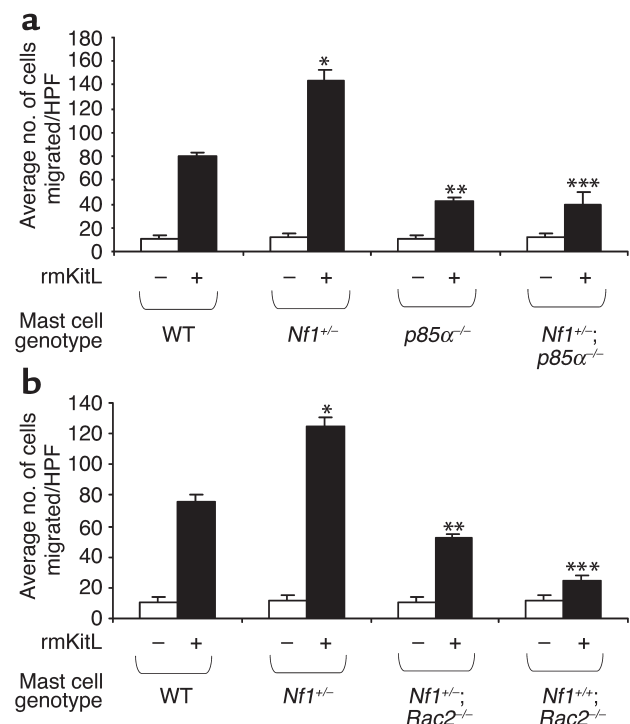 a
Average no. of cells
migrated/HPF
180
160
140
120
100
80
60
40
20
0
*
**
***
rmKitL − + − + − + − +
Mast cell
genotype
WT Nf1+/− p85α−/− Nf1+/−;
p85α−/−
b
Average no. of cells
migrated/HPF
140
120
100
80
60
40
20
0
*
**
***
rmKitL − + − + − + − +
Mast cell
genotype
WT Nf1+/− Nf1+/−; Nf1+/+;
Rac2−/− Rac2−/−